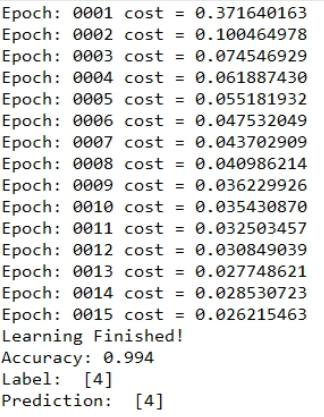 Epoch: 0001 cost = 0.371640163
Epoch: 0002 cost = 0.100464978
Epoch: 0003 cost = 0.074546929
Epoch: 0004 cost = 0.061887430
Epoch: 0005 cost = 0.055181932
Epoch: 0006 cost = 0.047532049
Epoch: 0007 cost = 0.043702909
Epoch: 0008 cost = 0.040986214
Epoch: 0009 cost = 0.036229926
Epoch: 0010 cost = 0.035430870
Epoch: 0011 cost = 0.032503457
Epoch: 0012 cost = 0.030849039
Epoch: 0013 cost = 0.027748621
Epoch: 0014 cost = 0.028530723
Epoch: 0015 cost = 0.026215463
Learning Finished!
Accuracy: 0.994
Label:  [4]
Prediction:  [4]